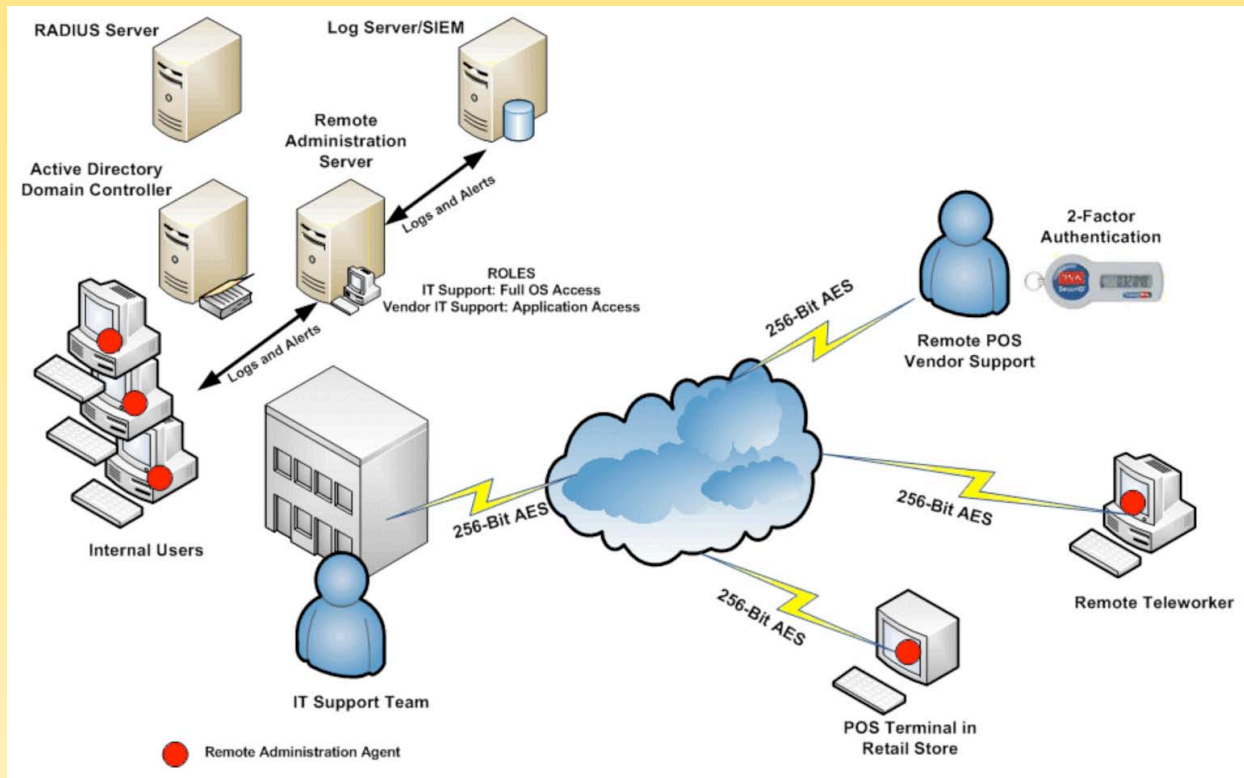 RADIUS Server
Log Server/SIEM
Remote
Administration
Server
Active Directory
Domain Controller
Logs and Alerts
ROLES
IT Support: Full OS Access
Vendor IT Support: Application Access
Logs and Alerts
2-Factor
Authentication
256-Bit AES
Remote POS
Vendor Support
Internal Users
256-Bit AES
256-Bit AES
Remote Teleworker
256-Bit AES
IT Support Team
POS Terminal in
Retail Store
Remote Administration Agent